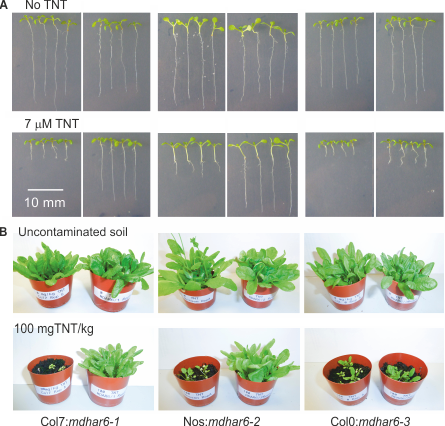 A
No TNT
7 μM TNT
10 mm
B
Uncontaminated soil
100 mgTNT/kg
Col7:mdhar6-1
Nos:mdhar6-2
Col0:mdhar6-3